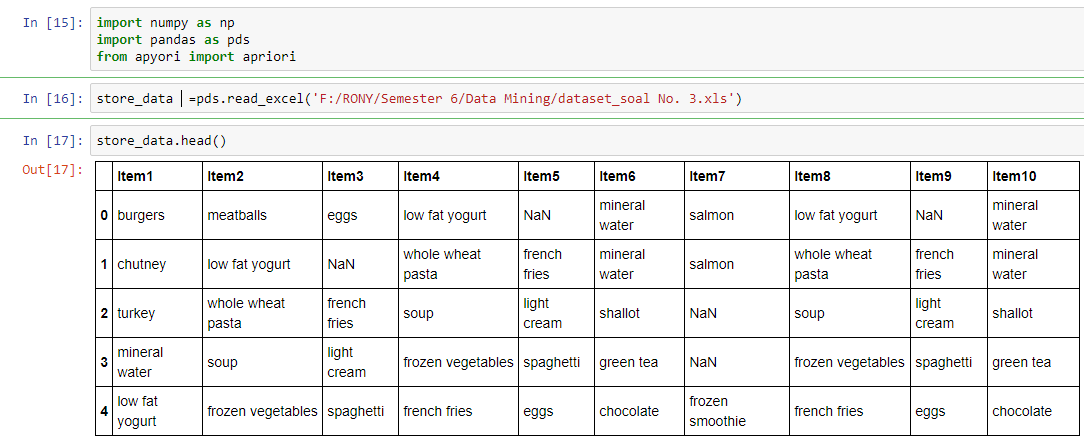 In [15]: import numpy as np
import pandas as pds
from apyori import apriori
In [16]: store_data =pds.read_excel('F:/RONY/Semester 6/Data Mining/dataset_soal No. 3.xls')
In [17]: store_data.head()
Out[17]:
Item1 Item2 Item3 Item4 Item5 Item6 Item7 Item8 Item9 Item10
0 burgers meatballs eggs low fat yogurt NaN mineral water salmon low fat yogurt NaN mineral water
1 chutney low fat yogurt NaN whole wheat pasta french fries mineral water salmon whole wheat pasta french fries mineral water
2 turkey whole wheat pasta french fries soup light cream shallot NaN soup light cream shallot
3 mineral water soup light cream frozen vegetables spaghetti green tea NaN frozen vegetables spaghetti green tea
4 low fat yogurt frozen vegetables spaghetti french fries eggs chocolate frozen smoothie french fries eggs chocolate